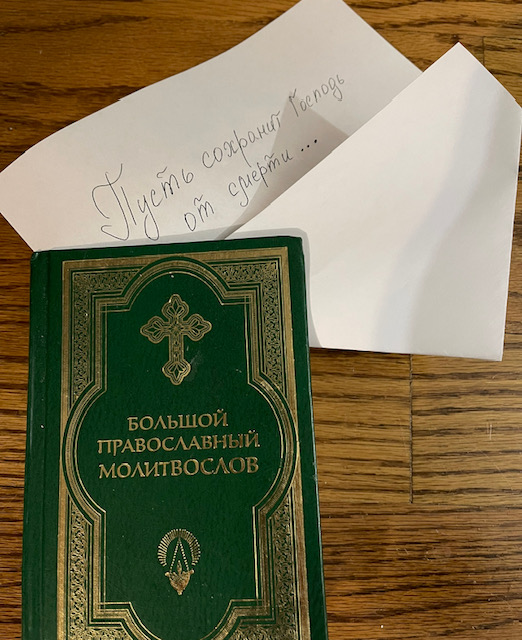 Пусть сохранит Господь
от смерти...
БОЛЬШОЙ
ПРАВОСЛАВНЫЙ
МОЛИТВОСЛОВ